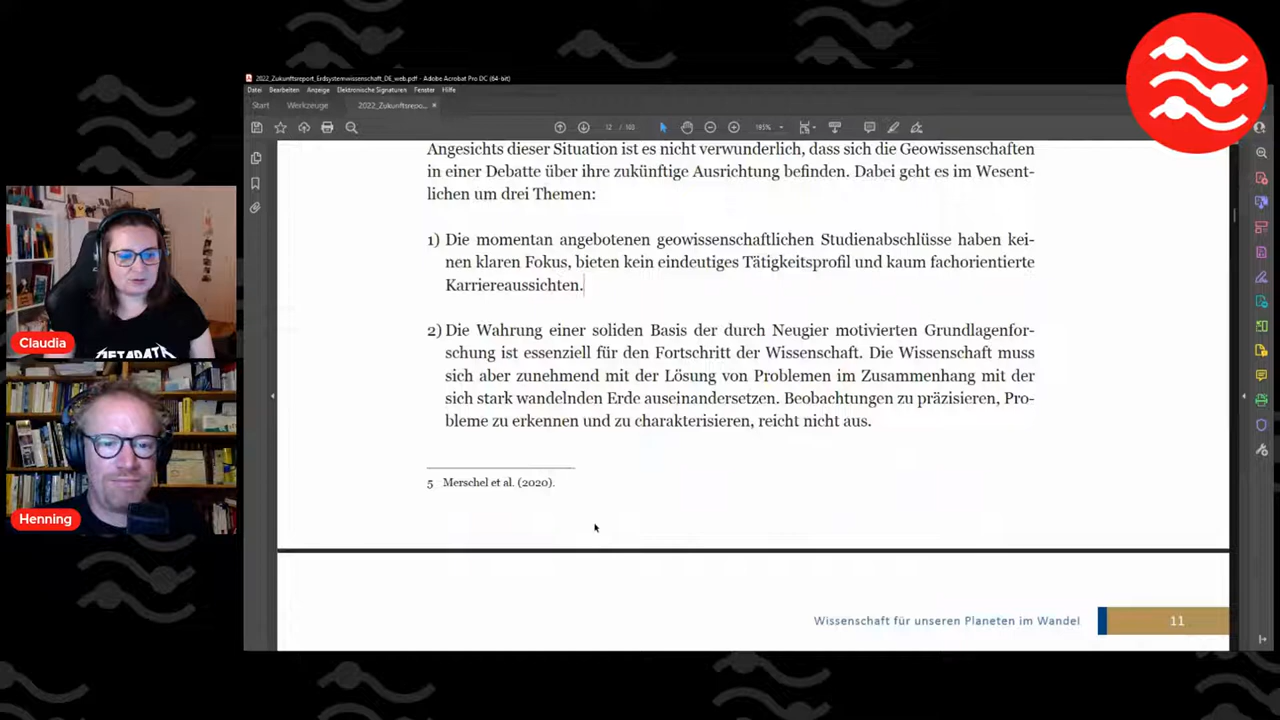 2022_Zukunftsreport_Erdsystemwissenschaft_DE_web.pdf - Adobe Acrobat Pro DC (64-bit)
Datei Bearbeiten Anzeige Elektronische Signaturen Fenster Hilfe
Start Werkzeuge 2022_Zukunftsrepo...
12 / 103 195%
Angesichts dieser Situation ist es nicht verwunderlich, dass sich die Geowissenschaften
in einer Debatte über ihre zukünftige Ausrichtung befinden. Dabei geht es im Wesent-
lichen um drei Themen:
1) Die momentan angebotenen geowissenschaftlichen Studienabschlüsse haben kei-
nen klaren Fokus, bieten kein eindeutiges Tätigkeitsprofil und kaum fachorientierte
Karriereaussichten.
2) Die Wahrung einer soliden Basis der durch Neugier motivierten Grundlagenfor-
schung ist essenziell für den Fortschritt der Wissenschaft. Die Wissenschaft muss
sich aber zunehmend mit der Lösung von Problemen im Zusammenhang mit der
sich stark wandelnden Erde auseinandersetzen. Beobachtungen zu präzisieren, Pro-
bleme zu erkennen und zu charakterisieren, reicht nicht aus.
5 Merschel et al. (2020).
Wissenschaft für unseren Planeten im Wandel 11
METADATA
Claudia
Henning